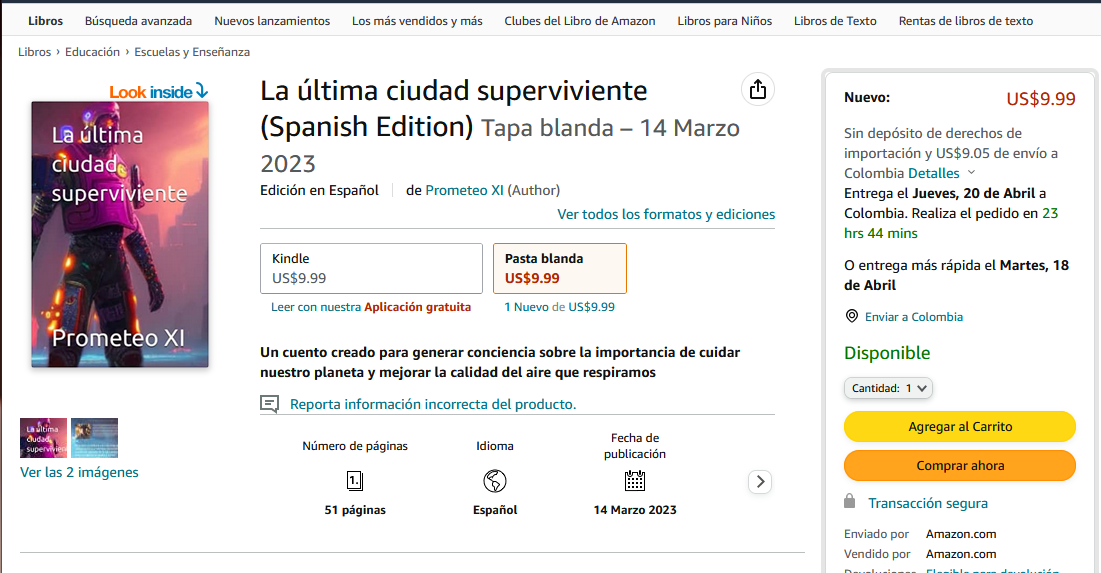 Libros Búsqueda avanzada Nuevos lanzamientos Los más vendidos y más Clubes del Libro de Amazon Libros para Niños Libros de Texto Rentas de libros de texto
Libros › Educación › Escuelas y Enseñanza
Look inside
La última
ciudad
superviviente
Prometeo XI
La última
ciudad
Ver las 2 imágenes
La última ciudad superviviente
(Spanish Edition) Tapa blanda – 14 Marzo
2023
Edición en Español de Prometeo XI (Author)
Ver todos los formatos y ediciones
Kindle
US$9.99
Leer con nuestra Aplicación gratuita
Pasta blanda
US$9.99
1 Nuevo de US$9.99
Un cuento creado para generar conciencia sobre la importancia de cuidar
nuestro planeta y mejorar la calidad del aire que respiramos
Reporta información incorrecta del producto.
Número de páginas
1.
51 páginas
Idioma
Español
Fecha de
publicación
14 Marzo 2023
Nuevo: US$9.99
Sin depósito de derechos de
importación y US$9.05 de envío a
Colombia Detalles
Entrega el Jueves, 20 de Abril a
Colombia. Realiza el pedido en 23
hrs 44 mins
O entrega más rápida el Martes, 18
de Abril
Enviar a Colombia
Disponible
Cantidad: 1
Agregar al Carrito
Comprar ahora
Transacción segura
Enviado por Amazon.com
Vendido por Amazon.com
Devoluciones Elegible para devolución